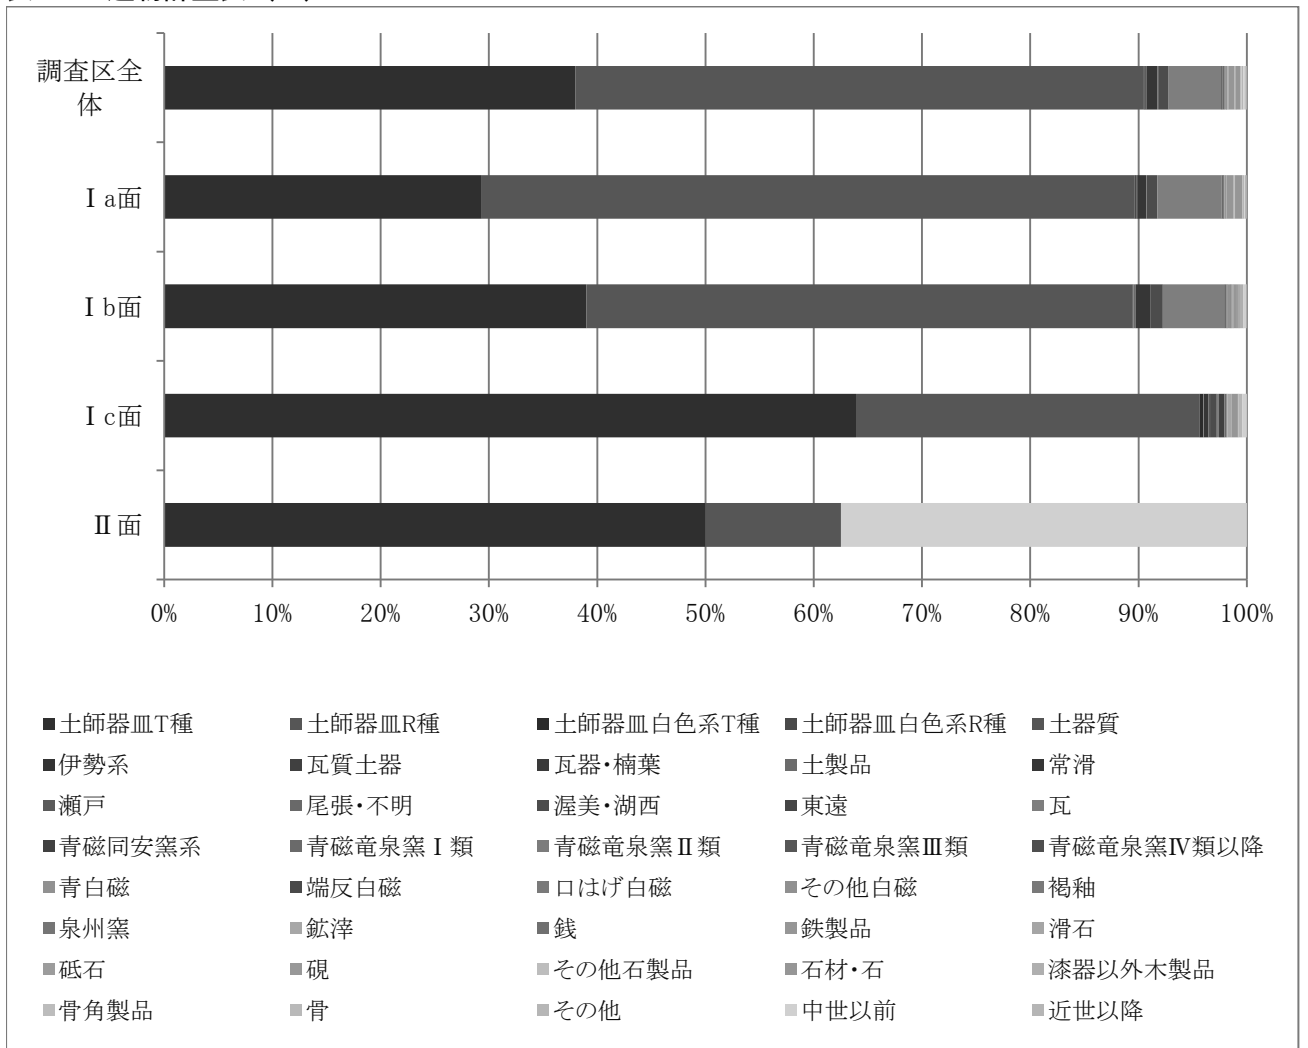 調査区全
体
Ⅰa面
Ⅰb面
Ⅰc面
Ⅱ面
0% 10% 20% 30% 40% 50% 60% 70% 80% 90% 100%
■土師器皿T種 ■土師器皿R種 ■土師器皿白色系T種 ■土師器皿白色系R種 ■土器質
■伊勢系 ■瓦質土器 ■瓦器・楠葉 ■土製品 ■常滑
■瀬戸 ■尾張・不明 ■渥美・湖西 ■東遠 ■瓦
■青磁同安窯系 ■青磁竜泉窯Ⅰ類 ■青磁竜泉窯Ⅱ類 ■青磁竜泉窯Ⅲ類 ■青磁竜泉窯Ⅳ類以降
■青白磁 ■端反白磁 ■口はげ白磁 ■その他白磁 ■褐釉
■泉州窯 ■鉱滓 ■銭 ■鉄製品 ■滑石
■砥石 ■硯 ■その他石製品 ■石材・石 ■漆器以外木製品
■骨角製品 ■骨 ■その他 ■中世以前 ■近世以降